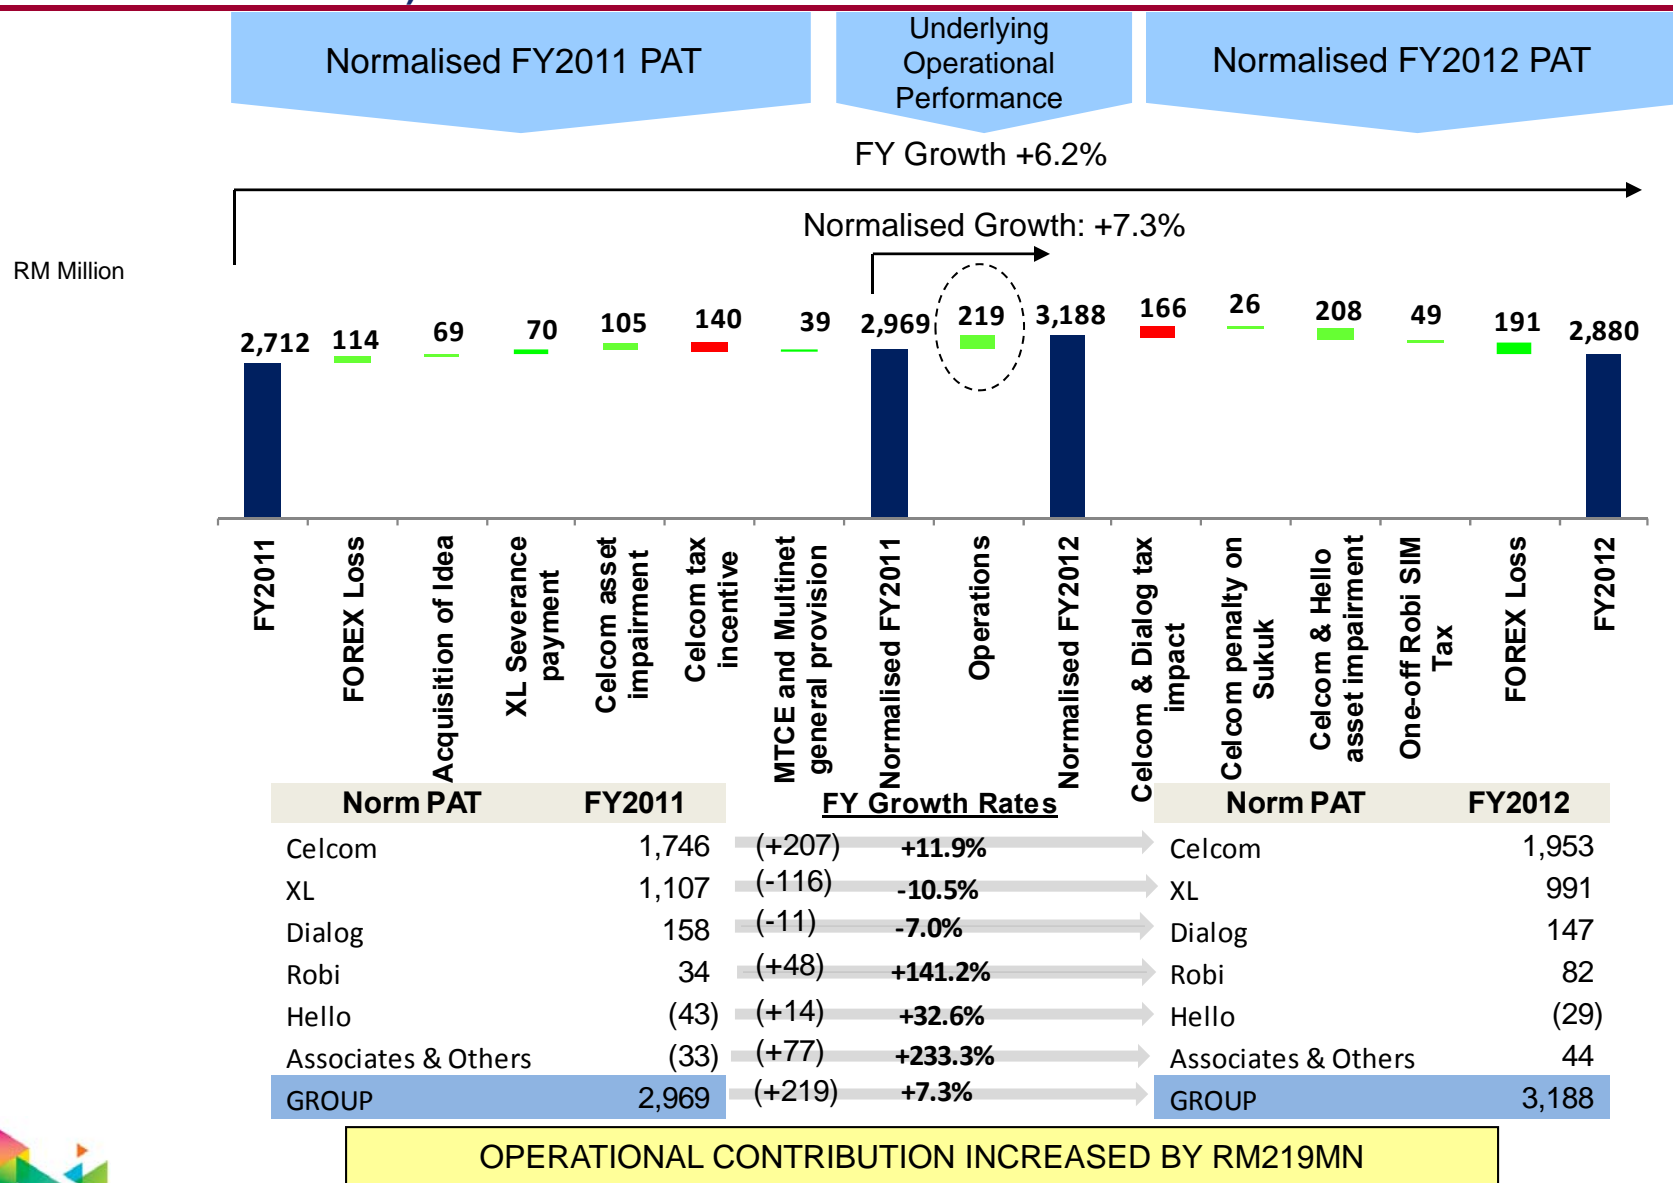 Normalised FY2011 PAT
Underlying
Operational
Performance
Normalised FY2012 PAT
FY Growth +6.2%
Normalised Growth: +7.3%
RM Million
2,712
114
69
70
105
140
39
2,969
219
3,188
166
26
208
49
191
2,880
FY2011
FOREX Loss
Acquisition of Idea
XL Severance
payment
Celcom asset
impairment
Celcom tax
incentive
MTCE and Multinet
general provision
Normalised FY2011
Operations
Normalised FY2012
Celcom & Dialog tax
impact
Celcom penalty on
Sukuk
Celcom & Hello
asset impairment
One-off Robi SIM
Tax
FOREX Loss
FY2012
Norm PAT FY2011 FY Growth Rates Norm PAT FY2012
Celcom 1,746 (+207) +11.9% Celcom 1,953
XL 1,107 (-116) -10.5% XL 991
Dialog 158 (-11) -7.0% Dialog 147
Robi 34 (+48) +141.2% Robi 82
Hello (43) (+14) +32.6% Hello (29)
Associates & Others (33) (+77) +233.3% Associates & Others 44
GROUP 2,969 (+219) +7.3% GROUP 3,188
OPERATIONAL CONTRIBUTION INCREASED BY RM219MN